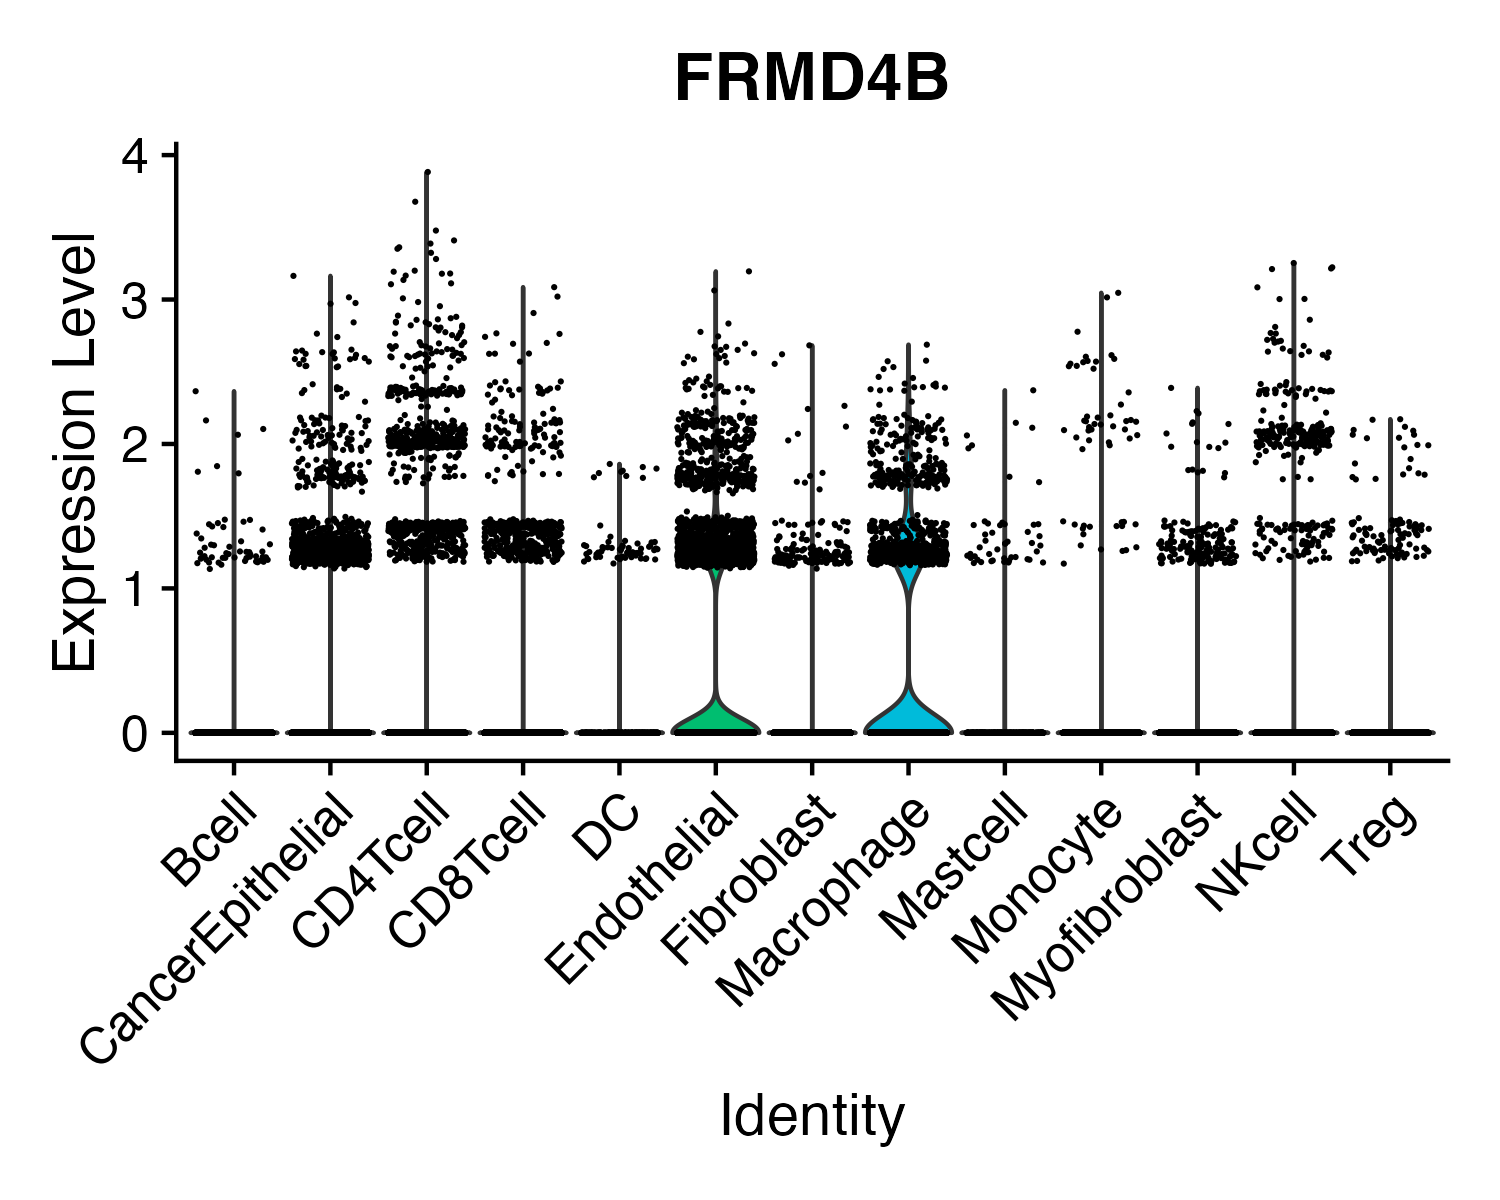 FRMD4B
Expression Level
4
3
2
1
0
Bcell
CancerEpithelial
CD4Tcell
CD8Tcell
DC
Endothelial
Fibroblast
Macrophage
Mastcell
Monocyte
Myofibroblast
NKcell
Treg
Identity